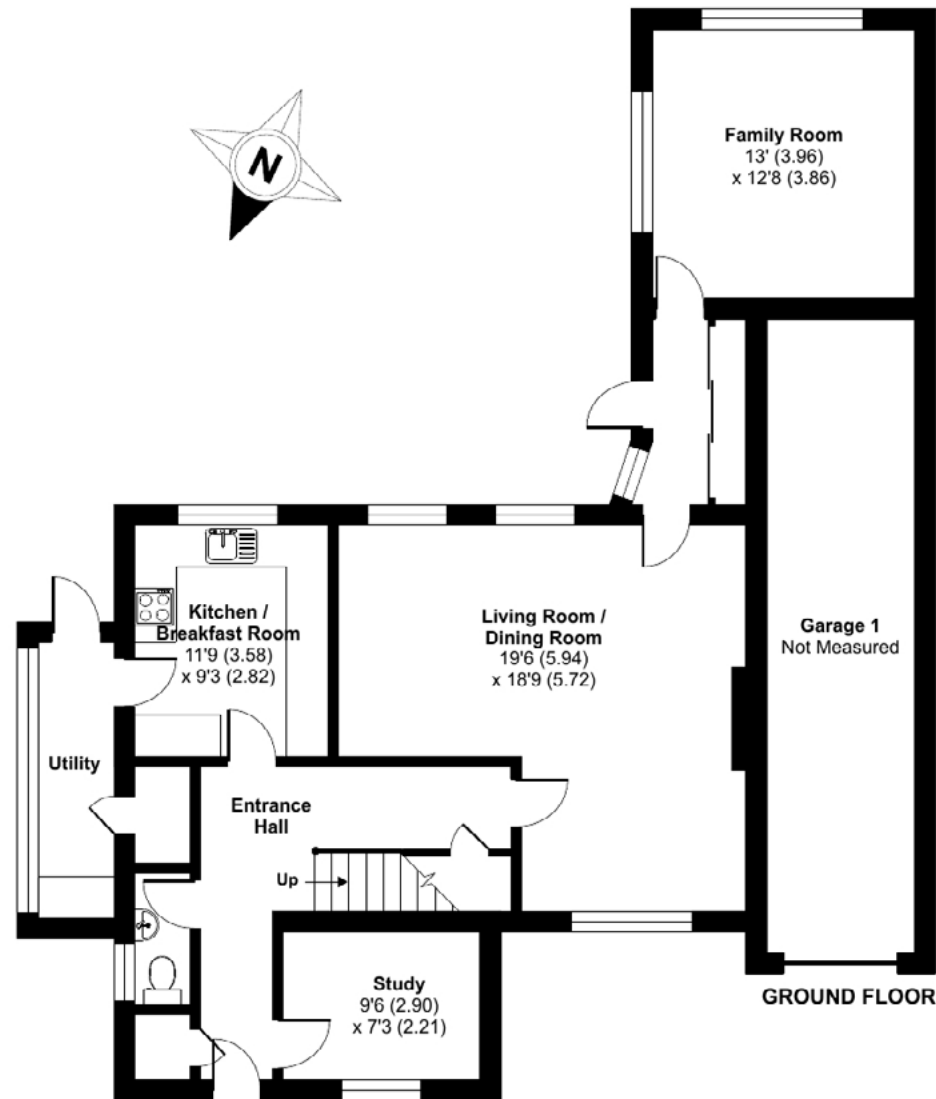 N
Family Room
13' (3.96)
x 12'8 (3.86)
Kitchen /
Breakfast Room
11'9 (3.58)
x 9'3 (2.82)
Living Room /
Dining Room
19'6 (5.94)
x 18'9 (5.72)
Garage 1
Not Measured
Utility
Entrance
Hall
Up
Study
9'6 (2.90)
x 7'3 (2.21)
GROUND FLOOR